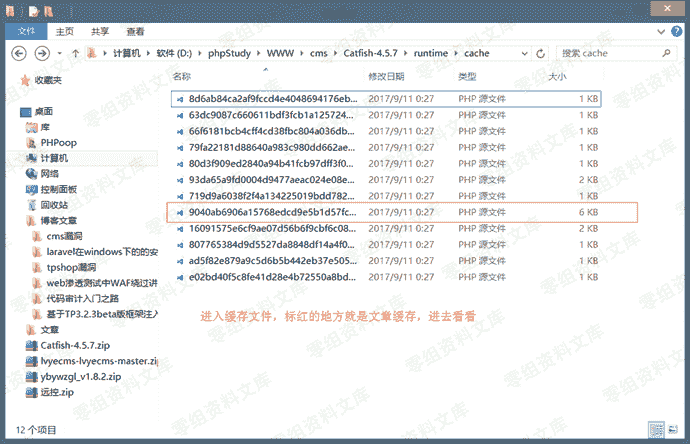 文件 主页 共享 查看
计算机 软件 (D:) phpStudy WWW cms Catfish-4.5.7 runtime cache 搜索 cache
收藏夹
桌面
库
PHPoop
计算机
网络
控制面板
回收站
博客文章
cms漏洞
laravel在windows下的的安
tpshop漏洞
web渗透测试中WAF绕过讲
代码审计入门之路
基于TP3.2.3beta版框架注入
文章
Catfish-4.5.7.zip
lvyecms-lvyecms-master.zip
ybywzgl_v1.8.2.zip
远控.zip
名称 修改日期 类型 大小
8d6ab84ca2af9fccd4e4048694176eb... 2017/9/11 0:27 PHP 源文件 1 KB
63dc9087c660611bdf3fcb1a125724... 2017/9/11 0:27 PHP 源文件 1 KB
66f6181bcb4cff4cd38fbc804a036db... 2017/9/11 0:27 PHP 源文件 1 KB
79fa22181d88640a983c980dd662ae... 2017/9/11 0:27 PHP 源文件 1 KB
80d3f909ed2840a94b41fcb97dff3f0... 2017/9/11 0:27 PHP 源文件 1 KB
93da65a9fd0004d9477aeac024e08e... 2017/9/11 0:27 PHP 源文件 2 KB
719d9a6038f2f4a134225019bdd782... 2017/9/11 0:27 PHP 源文件 1 KB
9040ab6906a15768edcd9e5b1d57fc... 2017/9/11 0:27 PHP 源文件 6 KB
16091575e6cf9ae07d56b6f9cbf6c08... 2017/9/11 0:27 PHP 源文件 2 KB
807765384d9d5527da8848df14a4f0... 2017/9/11 0:27 PHP 源文件 1 KB
ad5f82e879a9c5d6b5b442eb37e505... 2017/9/11 0:27 PHP 源文件 1 KB
e02bd40f5c8fe41d28e4b72550a8bd... 2017/9/11 0:27 PHP 源文件 1 KB
进入缓存文件，标红的地方就是文章缓存，进去看看
12 个项目
零组资料文库